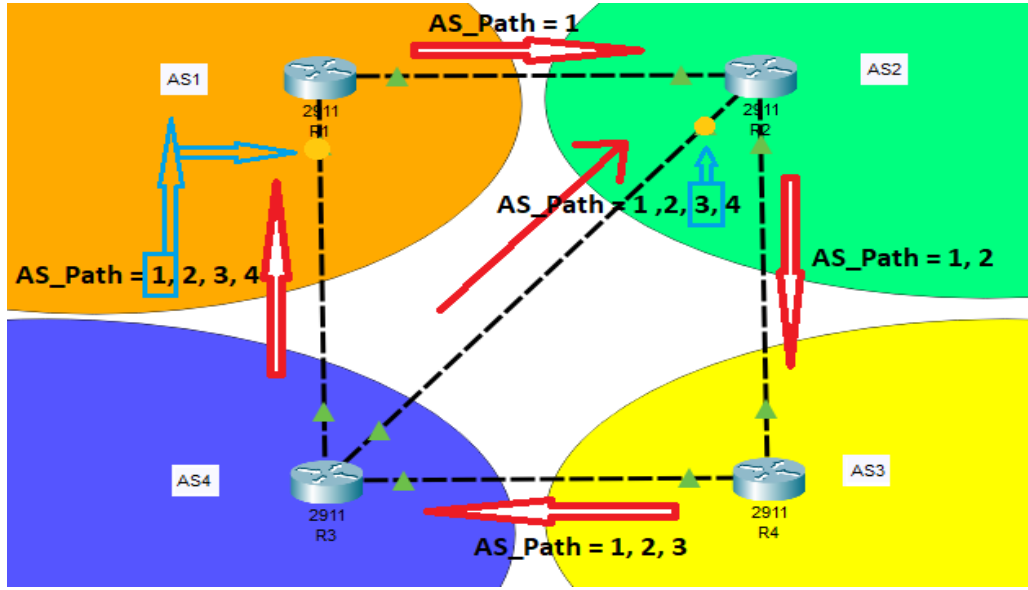 AS_Path = 1
AS1
AS2
2911
R1
2911
R2
AS_Path = 1 ,2, 3, 4
AS_Path = 1, 2
AS_Path = 1, 2, 3, 4
AS4
AS3
2911
R3
2911
R4
AS_Path = 1, 2, 3